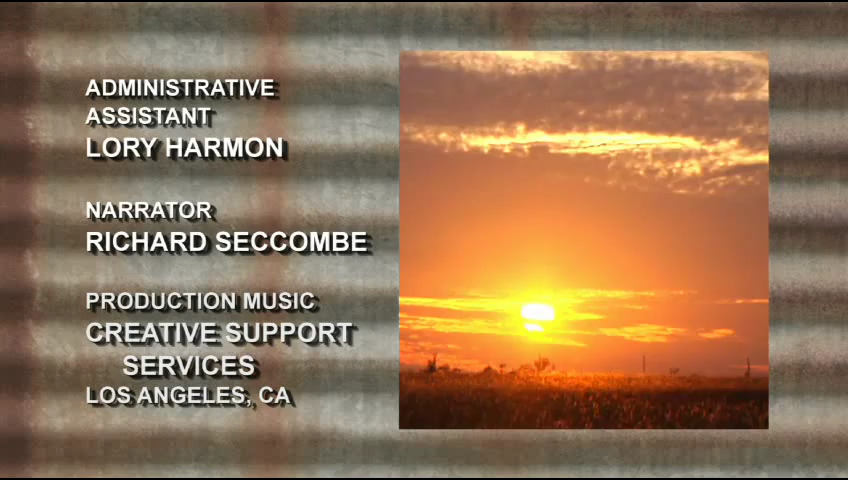 ADMINISTRATIVE
ASSISTANT
LORY HARMON
NARRATOR
RICHARD SECCOMBE
PRODUCTION MUSIC
CREATIVE SUPPORT
SERVICES
LOS ANGELES, CA